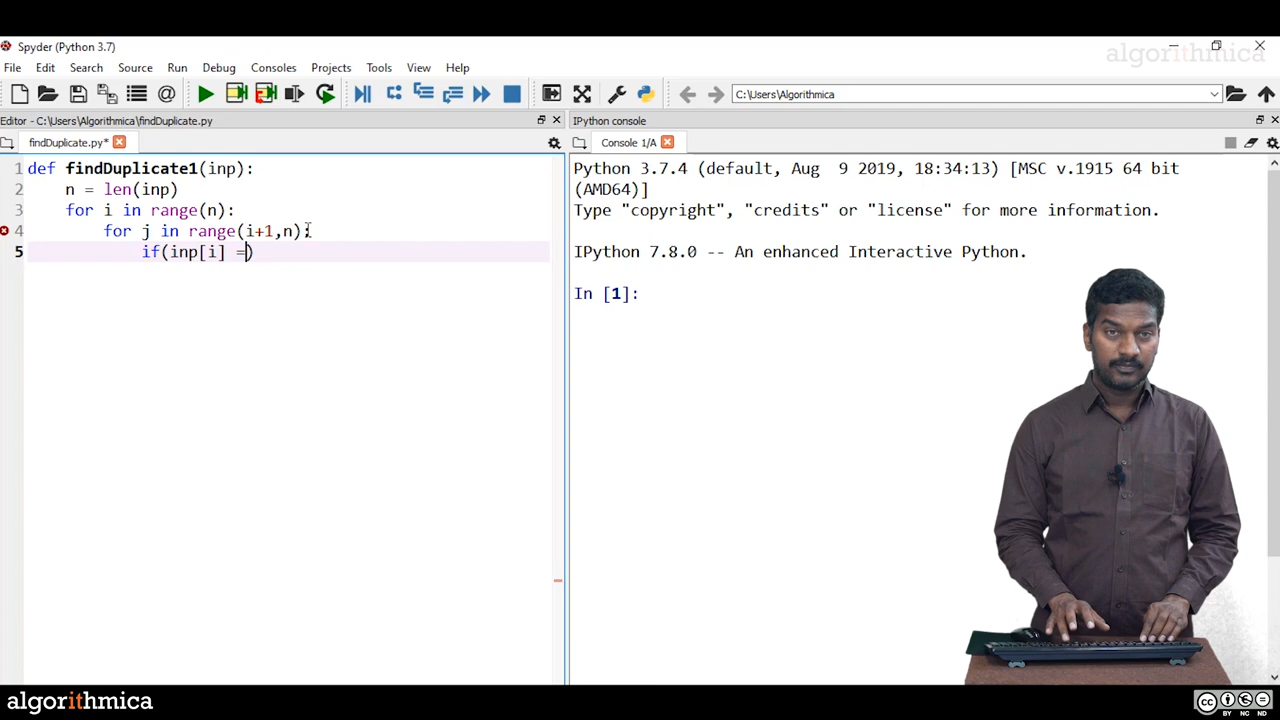 Spyder (Python 3.7)
algorithmica
File Edit Search Source Run Debug Consoles Projects Tools View Help
C:\Users\Algorithmica
Editor - C:\Users\Algorithmica\findDuplicate.py
IPython console
findDuplicate.py*
Console 1/A
1 def findDuplicate1(inp):
2 n = len(inp)
3 for i in range(n):
4 for j in range(i+1,n):
5 if(inp[i] =)
Python 3.7.4 (default, Aug 9 2019, 18:34:13) [MSC v.1915 64 bit
(AMD64)]
Type "copyright", "credits" or "license" for more information.
IPython 7.8.0 -- An enhanced Interactive Python.
In [1]:
algorithmica
cc
BY NC ND